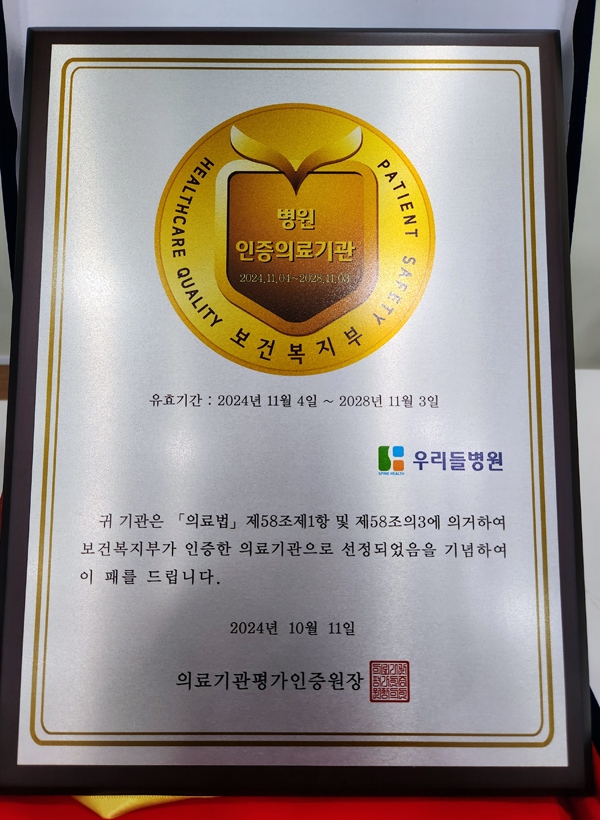 HEALTHCARE QUALITY
PATIENT SAFETY
병원
인증의료기관
2024.11.04~2028.11.03
보건복지부
유효기간 : 2024년 11월 4일 ~ 2028년 11월 3일
SPINE HEALTH
우리들병원
귀 기관은 「의료법」 제58조제1항 및 제58조의3에 의거하여
보건복지부가 인증한 의료기관으로 선정되었음을 기념하여
이 패를 드립니다.
2024년 10월 11일
의료기관평가인증원장